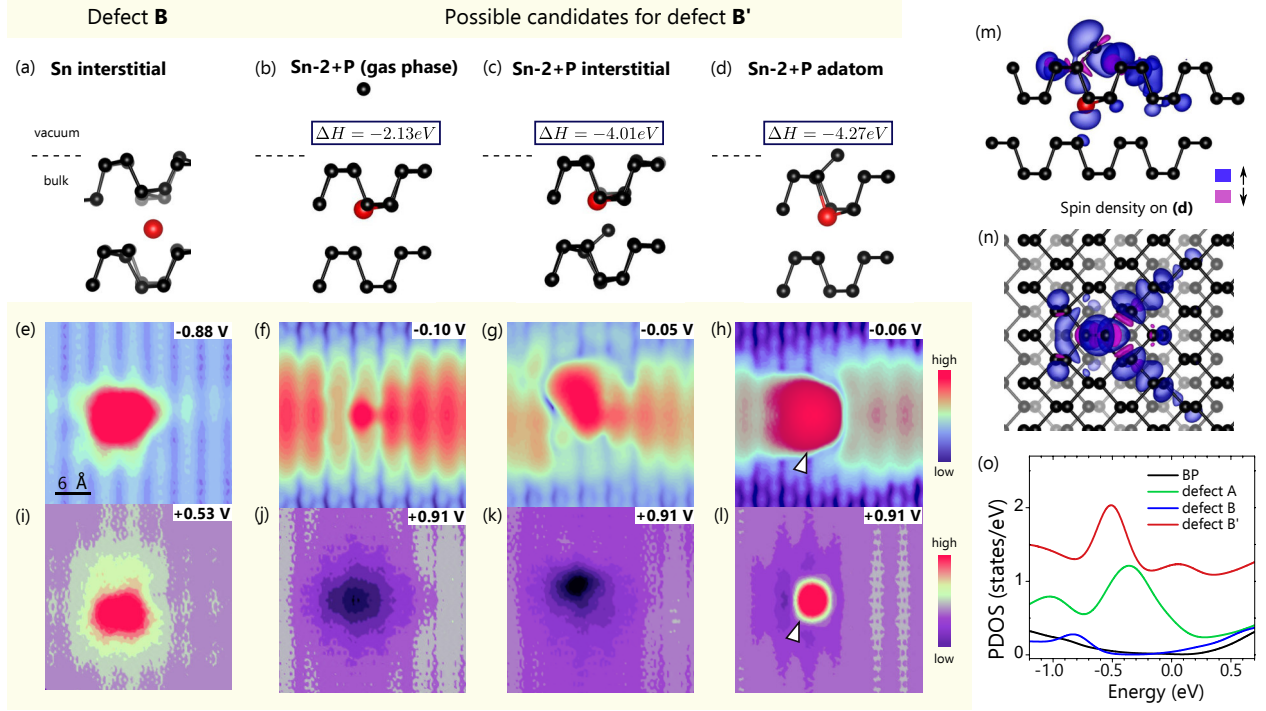 Defect B
Possible candidates for defect B'
(a) Sn interstitial
(b) Sn-2+P (gas phase)
(c) Sn-2+P interstitial
(d) Sn-2+P adatom
vacuum
bulk
ΔH = −2.13eV
ΔH = −4.01eV
ΔH = −4.27eV
(m)
Spin density on (d)
(n)
(e)
-0.88 V
6 Å
(f)
-0.10 V
(g)
-0.05 V
(h)
-0.06 V
high
low
(i)
+0.53 V
(j)
+0.91 V
(k)
+0.91 V
(l)
+0.91 V
high
low
(o)
BP
defect A
defect B
defect B'
PDOS (states/eV)
2
1
0
-1.0
-0.5
0.0
0.5
Energy (eV)